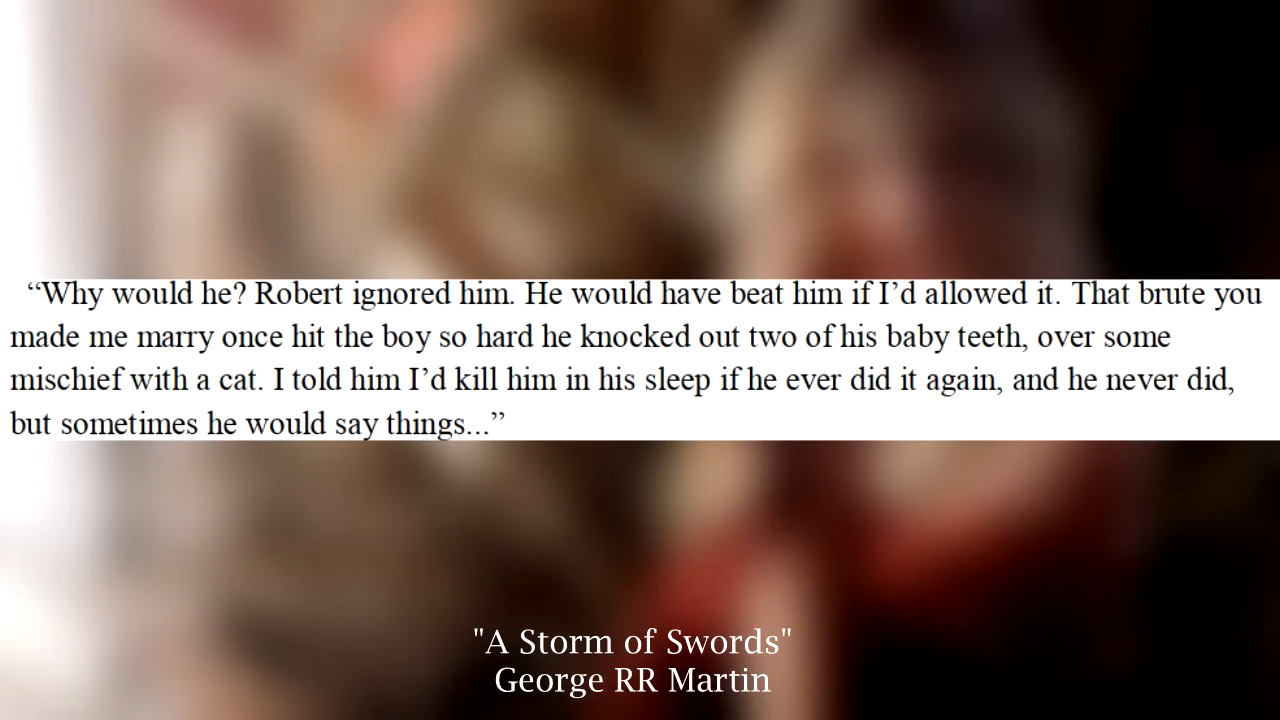 “Why would he? Robert ignored him. He would have beat him if I’d allowed it. That brute you
made me marry once hit the boy so hard he knocked out two of his baby teeth, over some
mischief with a cat. I told him I’d kill him in his sleep if he ever did it again, and he never did,
but sometimes he would say things...”
"A Storm of Swords"
George RR Martin